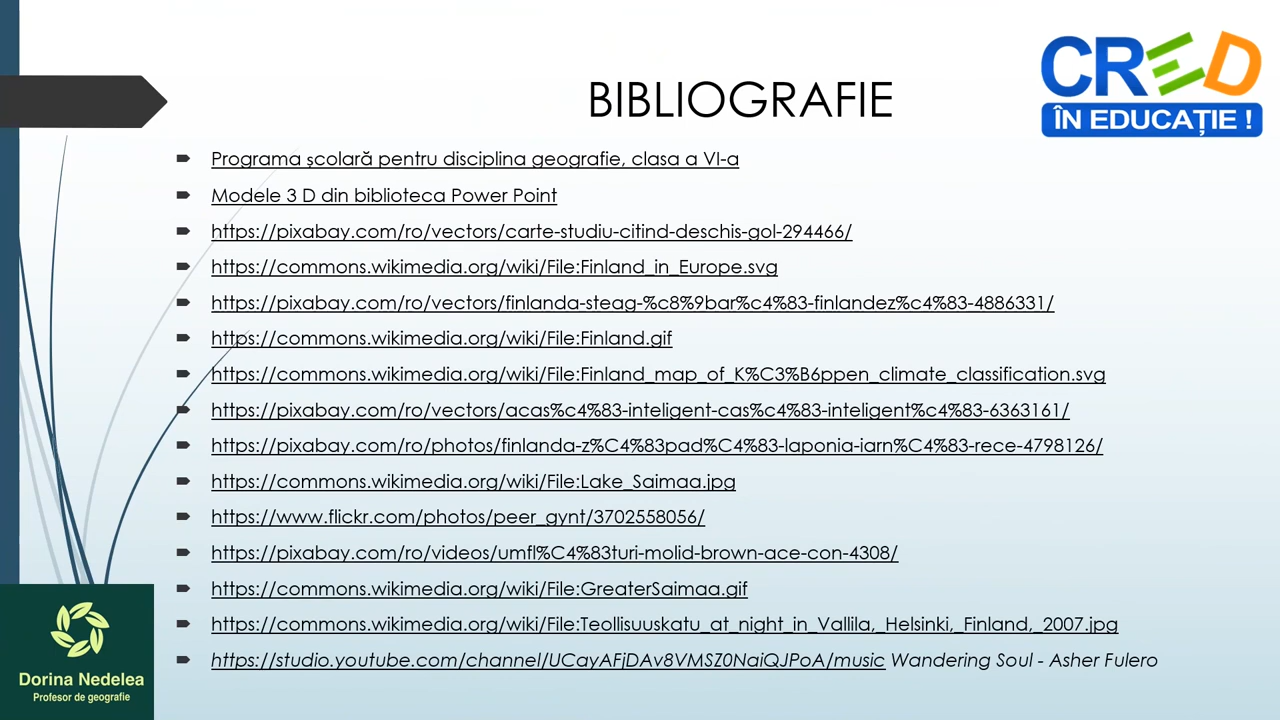 CRED
ÎN EDUCAȚIE !
BIBLIOGRAFIE
Programa școlară pentru disciplina geografie, clasa a VI-a
Modele 3 D din biblioteca Power Point
https://pixabay.com/ro/vectors/carte-studiu-citind-deschis-gol-294466/
https://commons.wikimedia.org/wiki/File:Finland_in_Europe.svg
https://pixabay.com/ro/vectors/finlanda-steag-%c8%9bar%c4%83-finlandez%c4%83-4886331/
https://commons.wikimedia.org/wiki/File:Finland.gif
https://commons.wikimedia.org/wiki/File:Finland_map_of_K%C3%B6ppen_climate_classification.svg
https://pixabay.com/ro/vectors/acas%c4%83-inteligent-cas%c4%83-inteligent%c4%83-6363161/
https://pixabay.com/ro/photos/finlanda-z%C4%83pad%C4%83-laponia-iarn%C4%83-rece-4798126/
https://commons.wikimedia.org/wiki/File:Lake_Saimaa.jpg
https://www.flickr.com/photos/peer_gynt/3702558056/
https://pixabay.com/ro/videos/umfl%C4%83turi-molid-brown-ace-con-4308/
https://commons.wikimedia.org/wiki/File:GreaterSaimaa.gif
https://commons.wikimedia.org/wiki/File:Teollisuuskatu_at_night_in_Vallila,_Helsinki,_Finland,_2007.jpg
https://studio.youtube.com/channel/UCayAFjDAv8VMSZ0NaiQJPoA/music Wandering Soul - Asher Fulero
Dorina Nedelea
Profesor de geografie